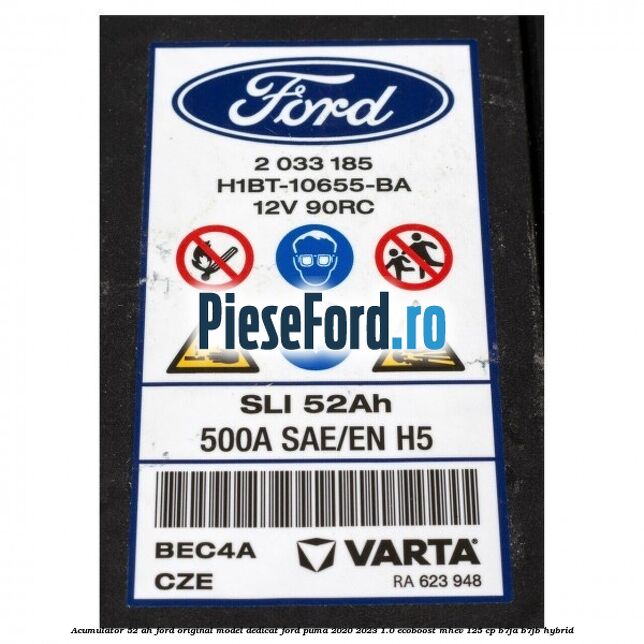 Ford
2 033 185
H1BT-10655-BA
12V 90RC
PieseFord.ro
SLI 52Ah
500A SAE/EN H5
BEC4A VARTA
CZE RA 623 948
Acumulator 52 ah ford original model dedicat ford puma 2020 2023 1.0 ecoboost mhev 125 cp b7ja b7jb hybrid